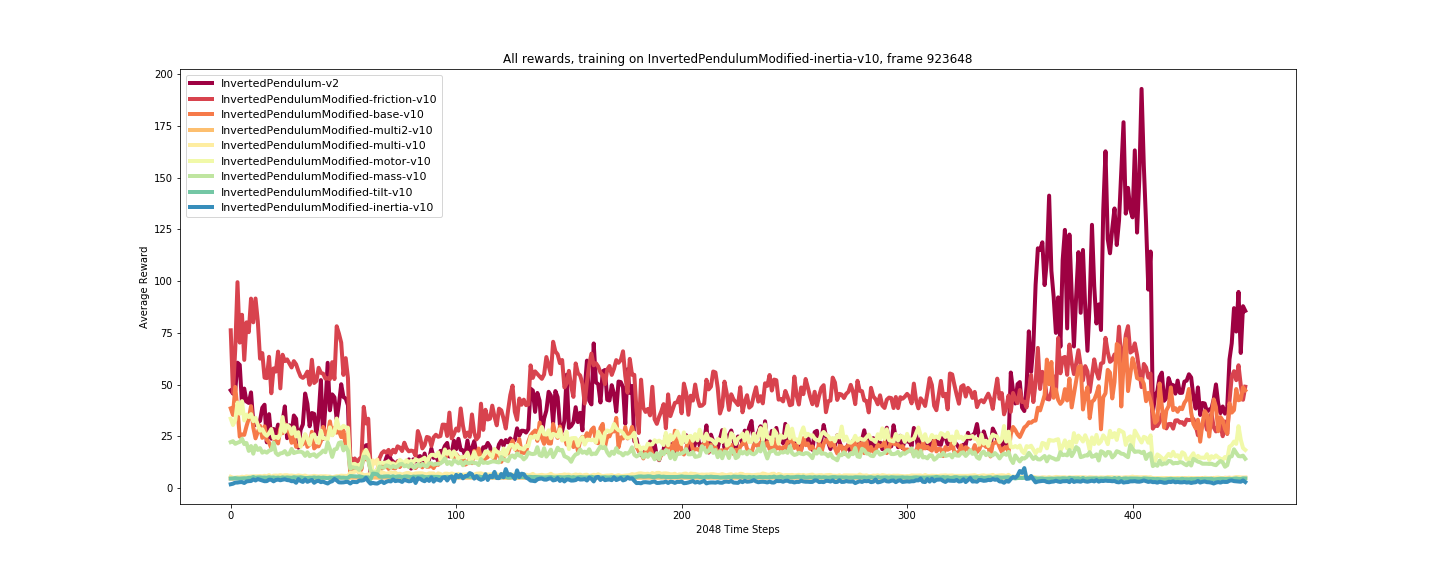 All rewards, training on InvertedPendulumModified-inertia-v10, frame 923648
200
175
150
125
100
75
50
25
0
Average Reward
InvertedPendulum-v2
InvertedPendulumModified-friction-v10
InvertedPendulumModified-base-v10
InvertedPendulumModified-multi2-v10
InvertedPendulumModified-multi-v10
InvertedPendulumModified-motor-v10
InvertedPendulumModified-mass-v10
InvertedPendulumModified-tilt-v10
InvertedPendulumModified-inertia-v10
0 100 200 300 400
2048 Time Steps